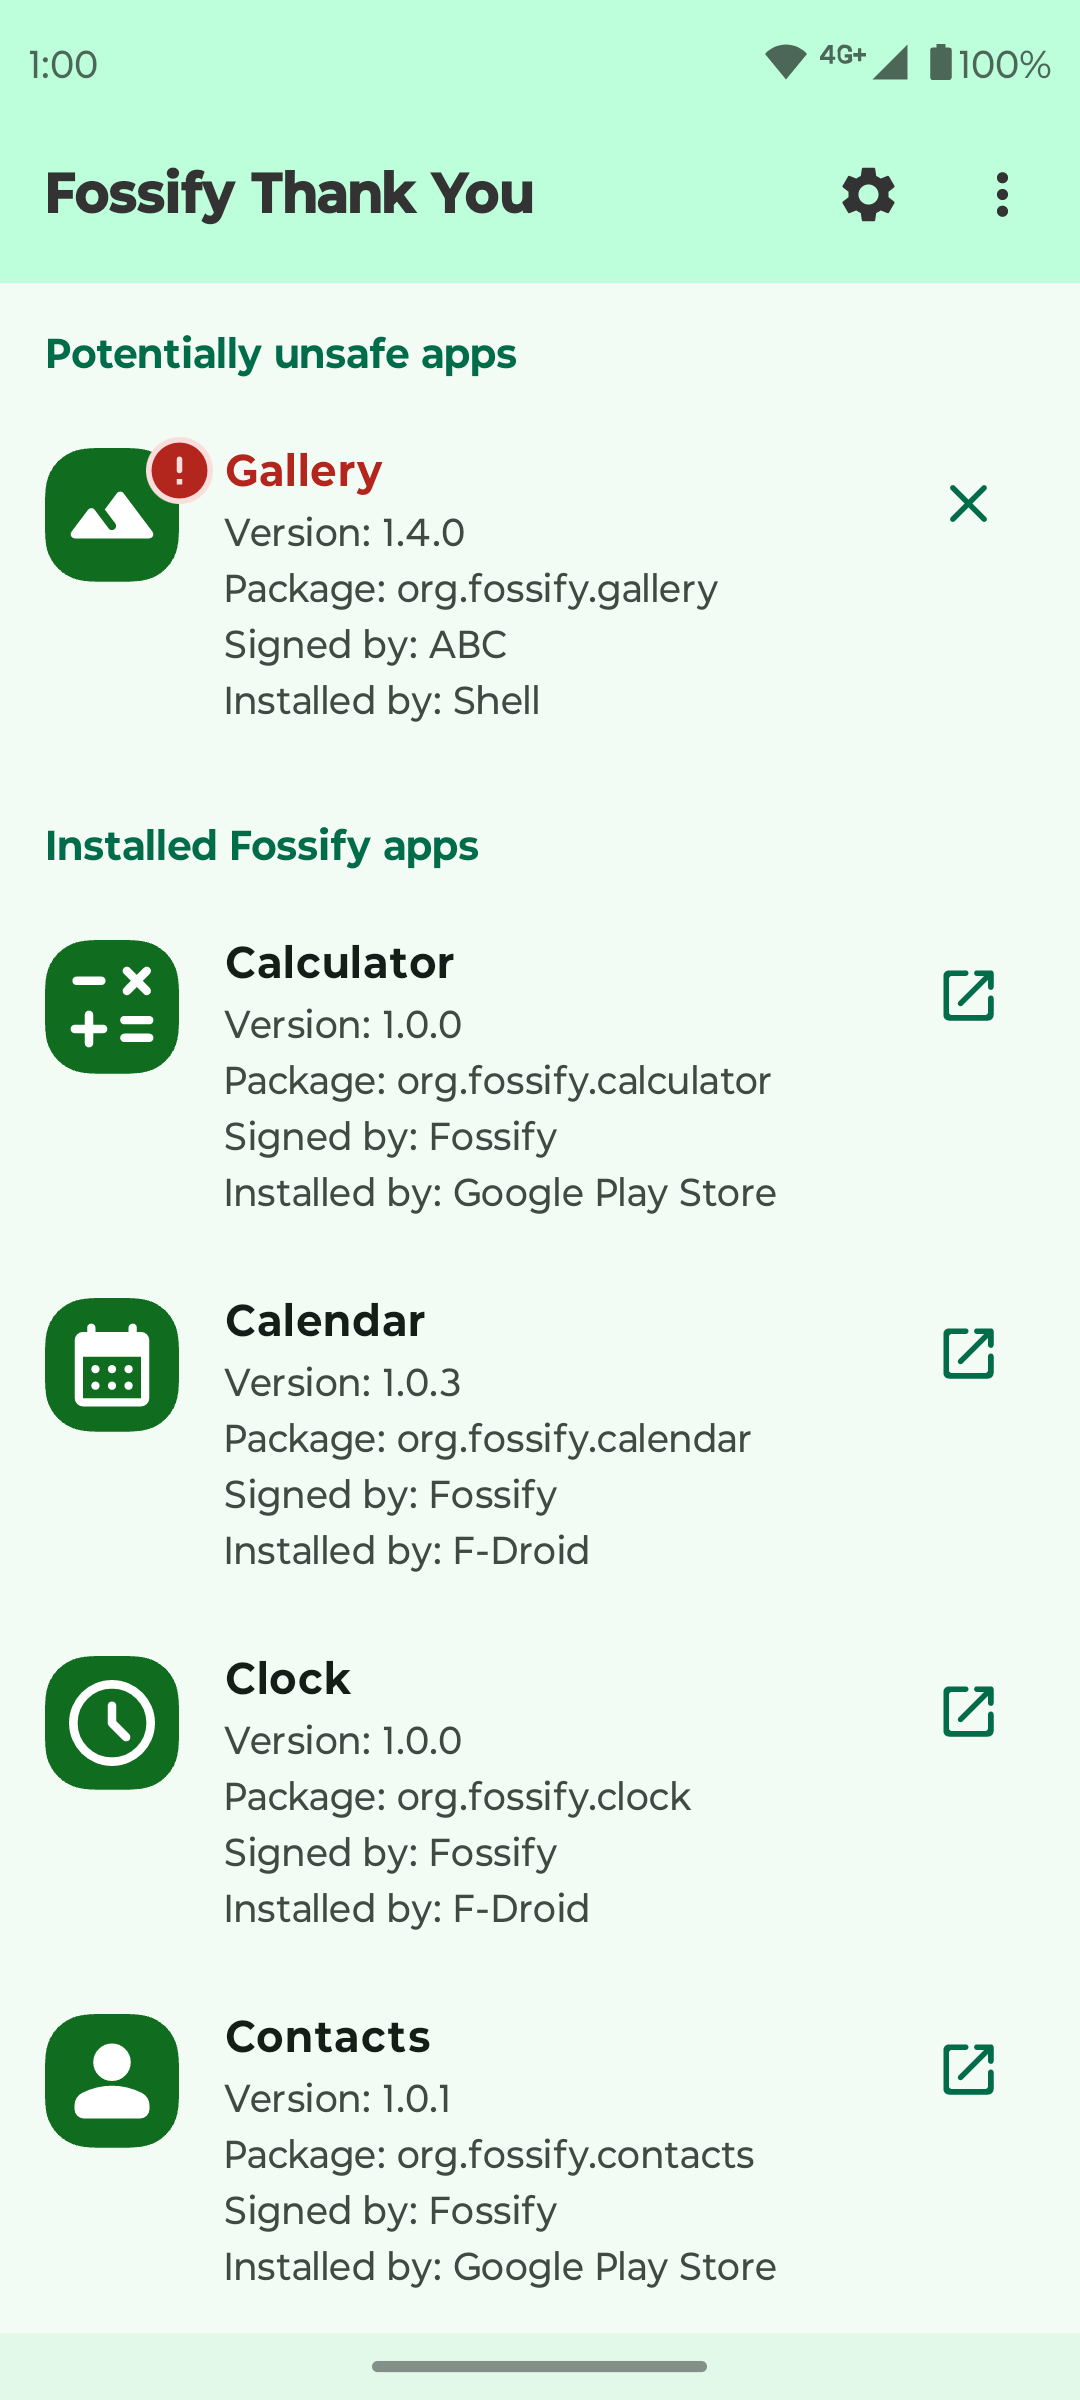 1:00
4G+
100%
Fossify Thank You
Potentially unsafe apps
Gallery
Version: 1.4.0
Package: org.fossify.gallery
Signed by: ABC
Installed by: Shell
Installed Fossify apps
Calculator
Version: 1.0.0
Package: org.fossify.calculator
Signed by: Fossify
Installed by: Google Play Store
Calendar
Version: 1.0.3
Package: org.fossify.calendar
Signed by: Fossify
Installed by: F-Droid
Clock
Version: 1.0.0
Package: org.fossify.clock
Signed by: Fossify
Installed by: F-Droid
Contacts
Version: 1.0.1
Package: org.fossify.contacts
Signed by: Fossify
Installed by: Google Play Store